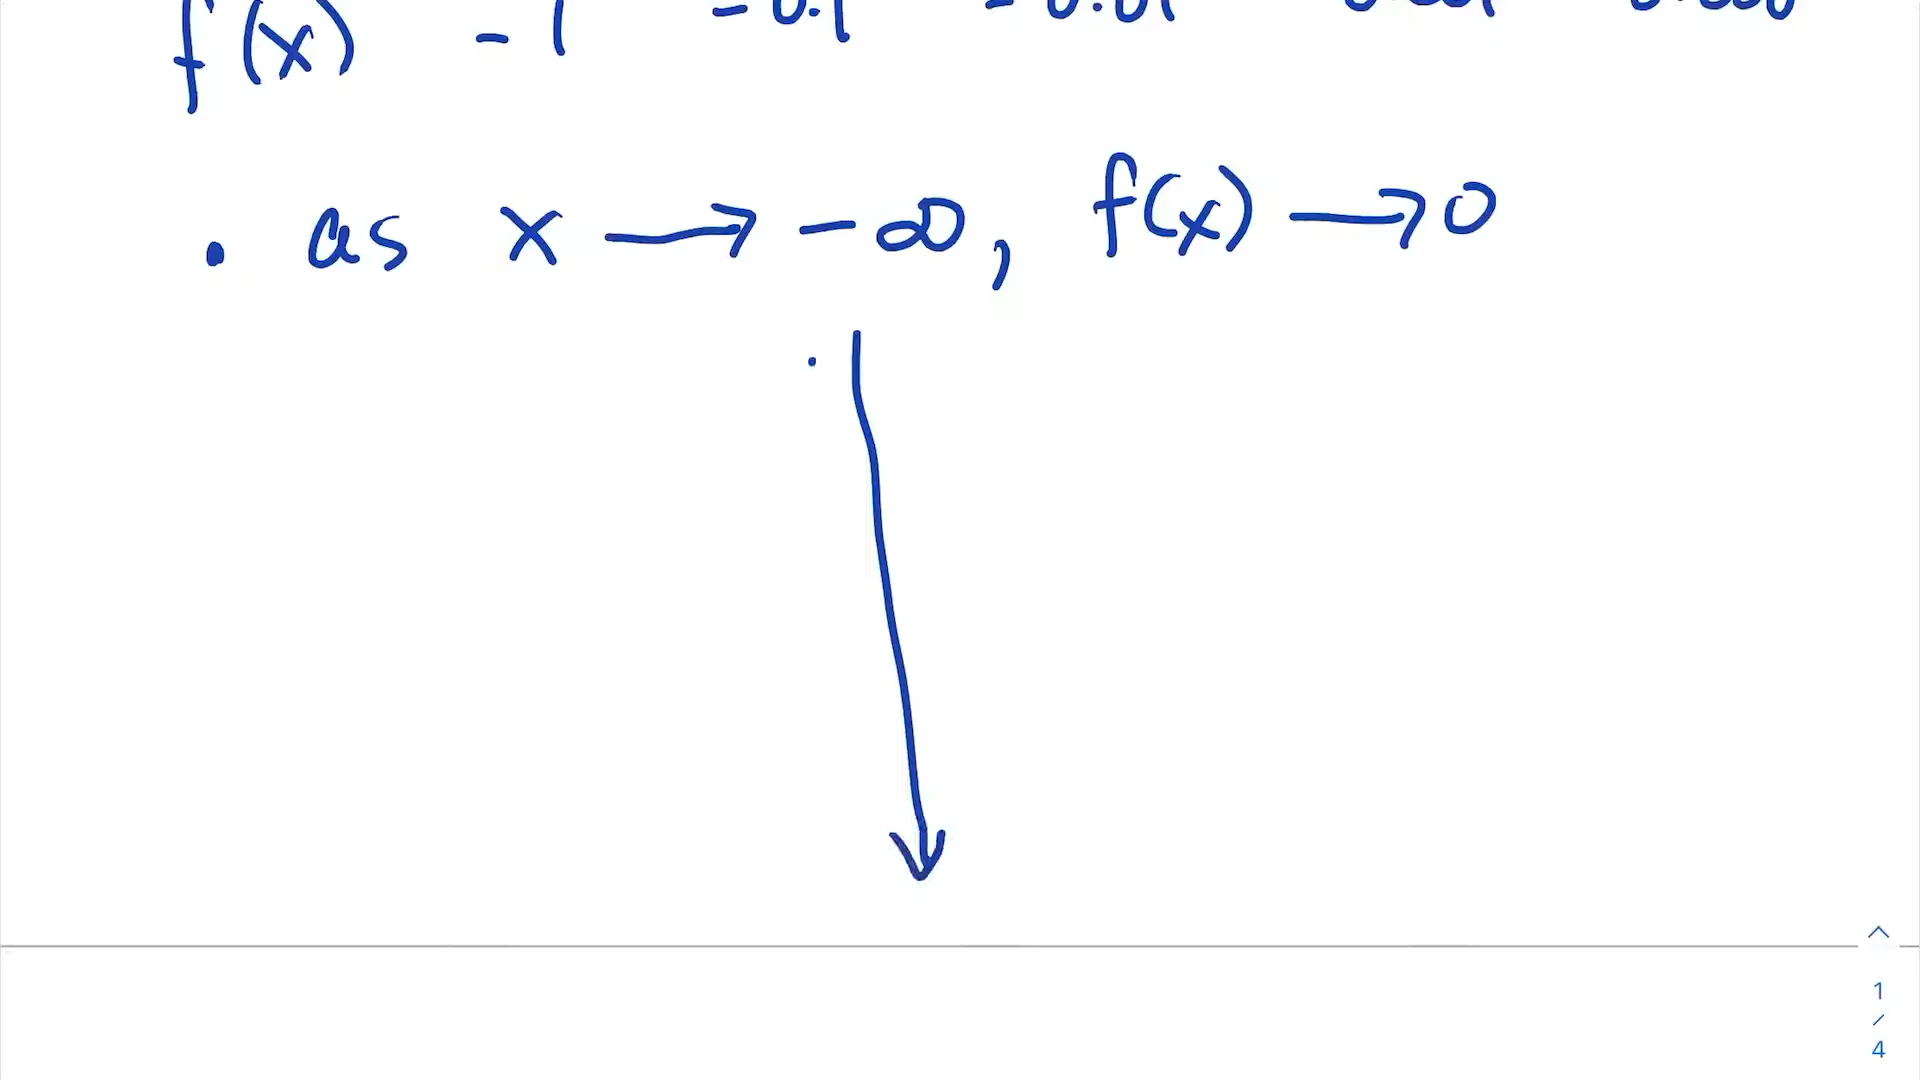 f(x) -1 -0.1 -0.01
. as x → -∞, f(x) → 0
1
/
4